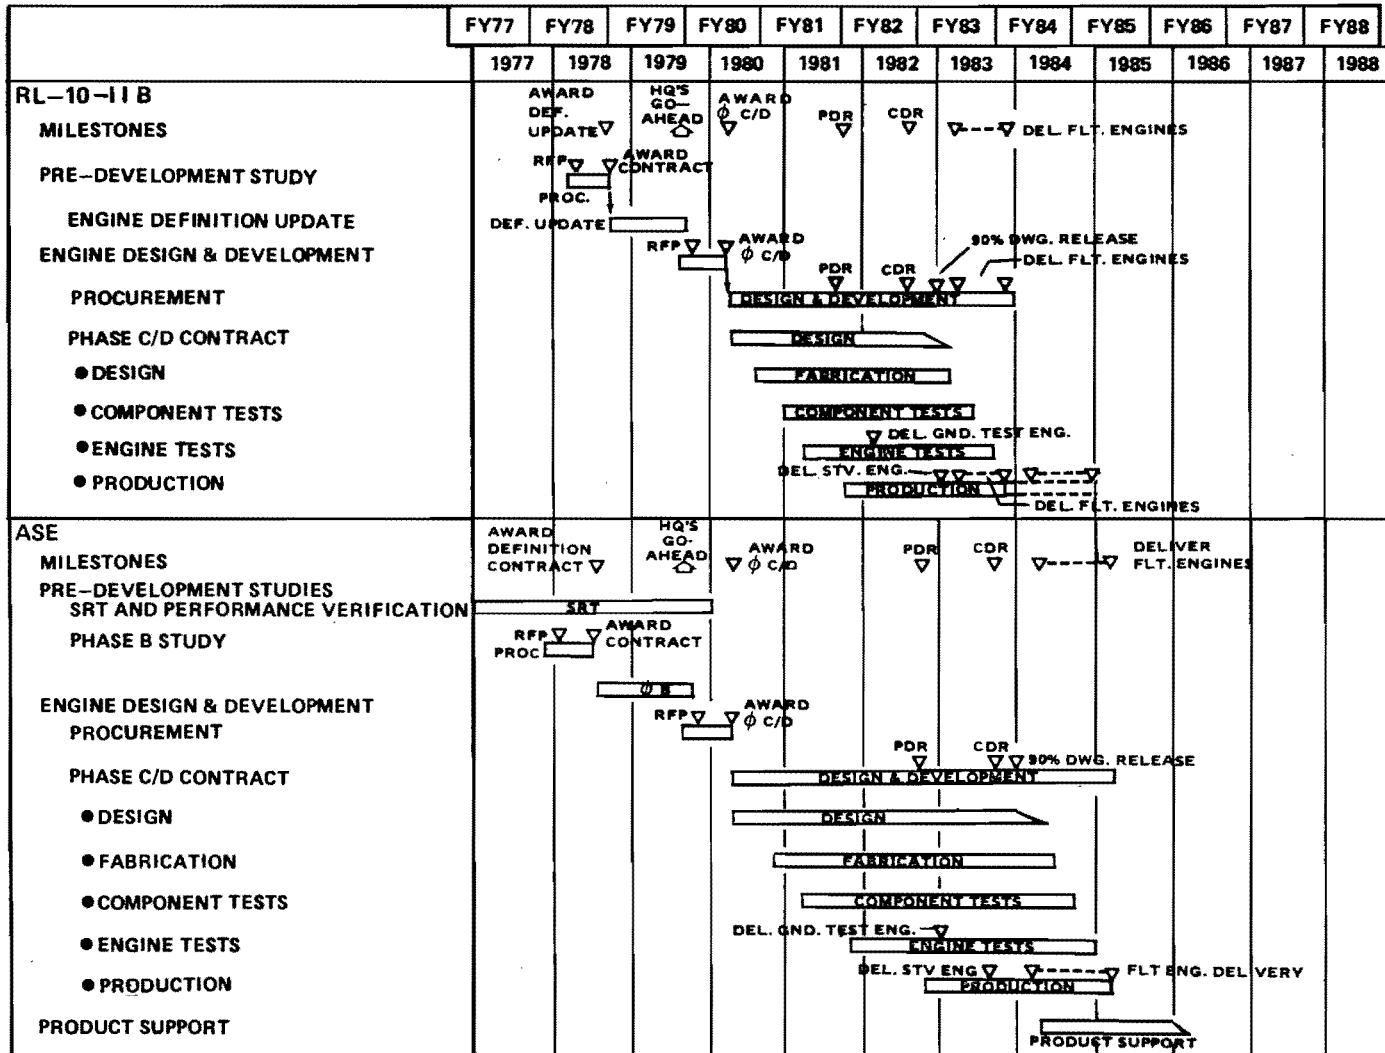 FY77 FY78 FY79 FY80 FY81 FY82 FY83 FY84 FY85 FY86 FY87 FY88
1977 1978 1979 1980 1981 1982 1983 1984 1985 1986 1987 1988
RL-10-IIB
AWARD
DEF.
UPDATE
HQ'S
GO-
AHEAD
AWARD
ϕ C/D
PDR
CDR
DEL. FLT. ENGINES
MILESTONES
RFP
AWARD
CONTRACT
PRE-DEVELOPMENT STUDY
PROC.
ENGINE DEFINITION UPDATE
DEF. UPDATE
ENGINE DESIGN & DEVELOPMENT
RFP
AWARD
ϕ C/D
90% DWG. RELEASE
DEL. FLT. ENGINES
PDR
CDR
PROCUREMENT
DESIGN & DEVELOPMENT
PHASE C/D CONTRACT
DESIGN
● DESIGN
FABRICATION
● COMPONENT TESTS
COMPONENT TESTS
DEL. GND. TEST ENG.
● ENGINE TESTS
ENGINE TESTS
DEL. STV. ENG.
● PRODUCTION
PRODUCTION
DEL. FLT. ENGINES
ASE
AWARD
DEFINITION
CONTRACT
HQ'S
GO-
AHEAD
AWARD
ϕ C/D
PDR
CDR
DELIVER
FLT. ENGINES
MILESTONES
PRE-DEVELOPMENT STUDIES
SRT AND PERFORMANCE VERIFICATION
SRT
PHASE B STUDY
RFP
PROC
AWARD
CONTRACT
ϕ B
ENGINE DESIGN & DEVELOPMENT
RFP
AWARD
ϕ C/D
PROCUREMENT
PDR
CDR
90% DWG. RELEASE
PHASE C/D CONTRACT
DESIGN & DEVELOPMENT
● DESIGN
DESIGN
● FABRICATION
FABRICATION
● COMPONENT TESTS
COMPONENT TESTS
DEL. GND. TEST ENG.
● ENGINE TESTS
ENGINE TESTS
DEL. STV ENG
FLT ENG. DELIVERY
● PRODUCTION
PRODUCTION
PRODUCT SUPPORT
PRODUCT SUPPORT